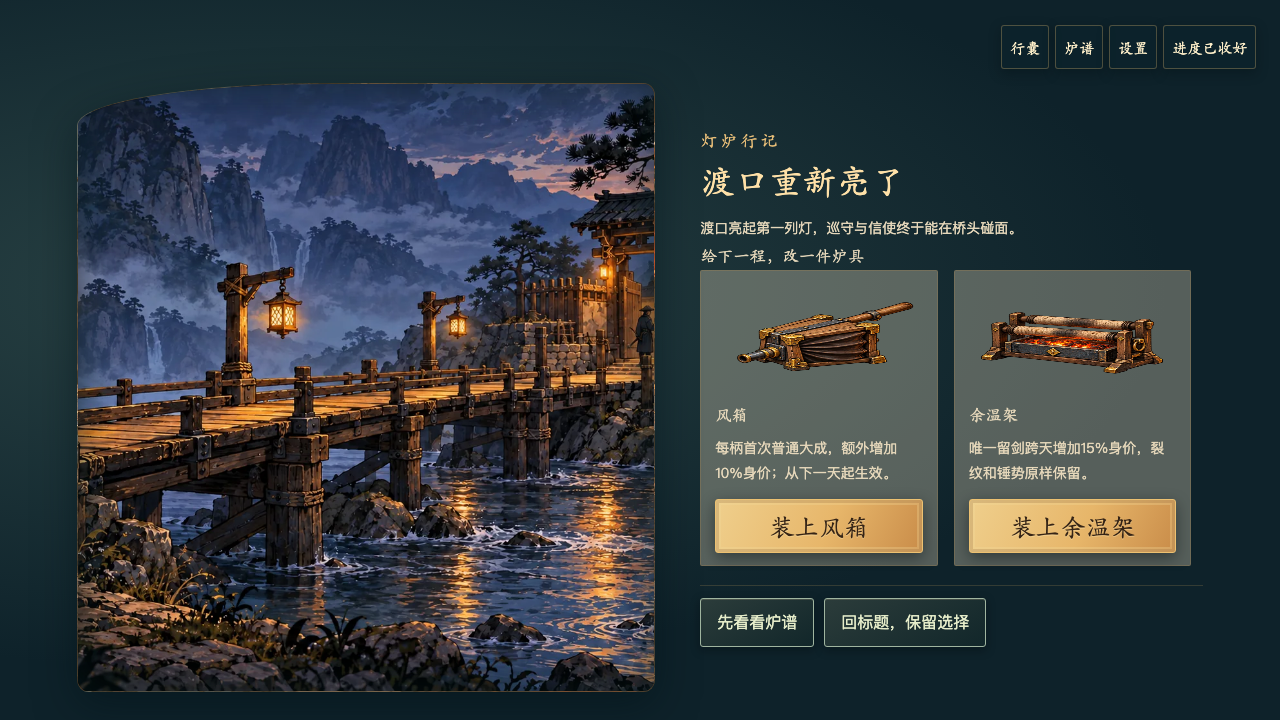 行囊
炉谱
设置
进度已收好
灯炉行记
渡口重新亮了
渡口亮起第一列灯，巡守与信使终于能在桥头碰面。
给下一程，改一件炉具
风箱
每柄首次普通大成，额外增加
10%身价；从下一天起生效。
装上风箱
余温架
唯一留剑跨天增加15%身价，裂
纹和锤势原样保留。
装上余温架
先看看炉谱
回标题，保留选择